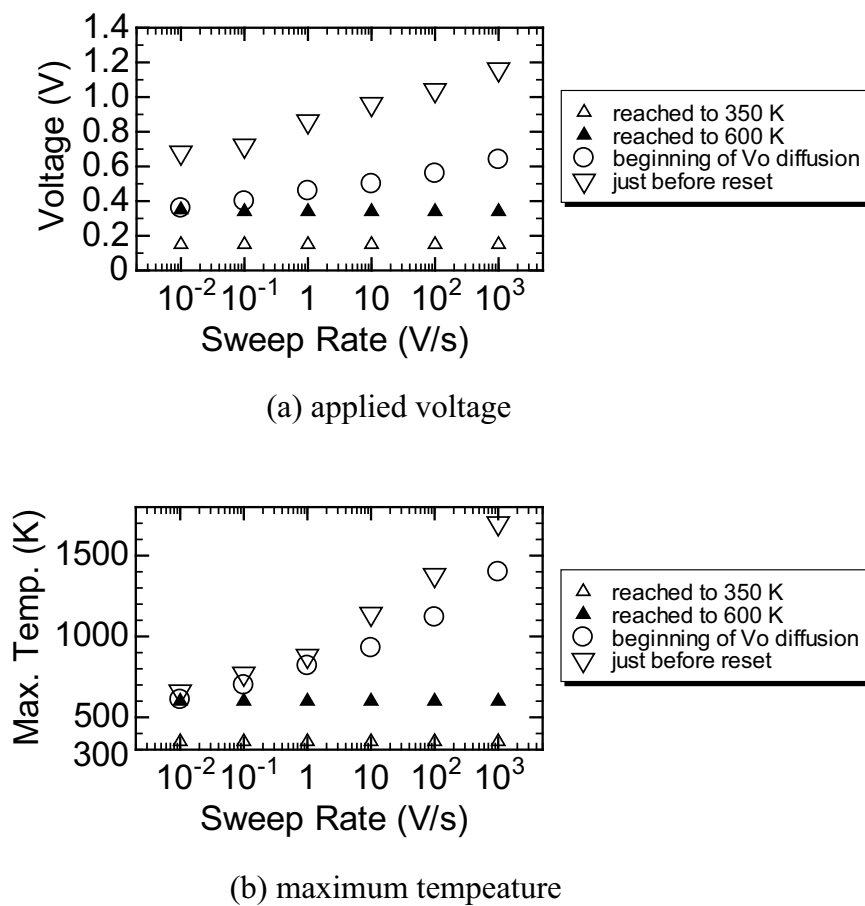 1.4
1.2
1.0
0.8
0.6
0.4
0.2
0
Voltage (V)
10⁻² 10⁻¹ 1 10 10² 10³
Sweep Rate (V/s)
reached to 350 K
reached to 600 K
beginning of Vo diffusion
just before reset
(a) applied voltage
1500
1000
500
300
Max. Temp. (K)
10⁻² 10⁻¹ 1 10 10² 10³
Sweep Rate (V/s)
reached to 350 K
reached to 600 K
beginning of Vo diffusion
just before reset
(b) maximum tempeature